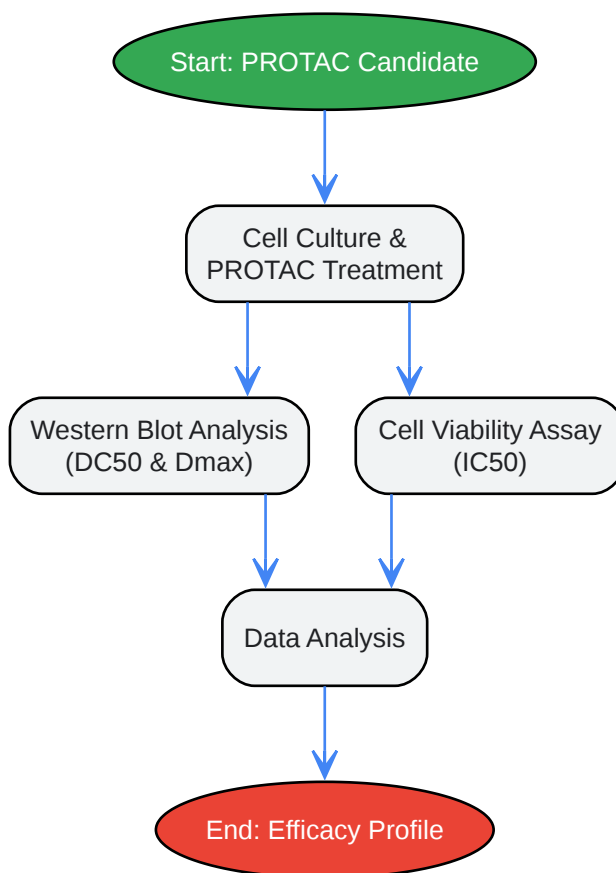 Start: PROTAC Candidate
Cell Culture &
PROTAC Treatment
Western Blot Analysis
(DC50 & Dmax)
Cell Viability Assay
(IC50)
Data Analysis
End: Efficacy Profile